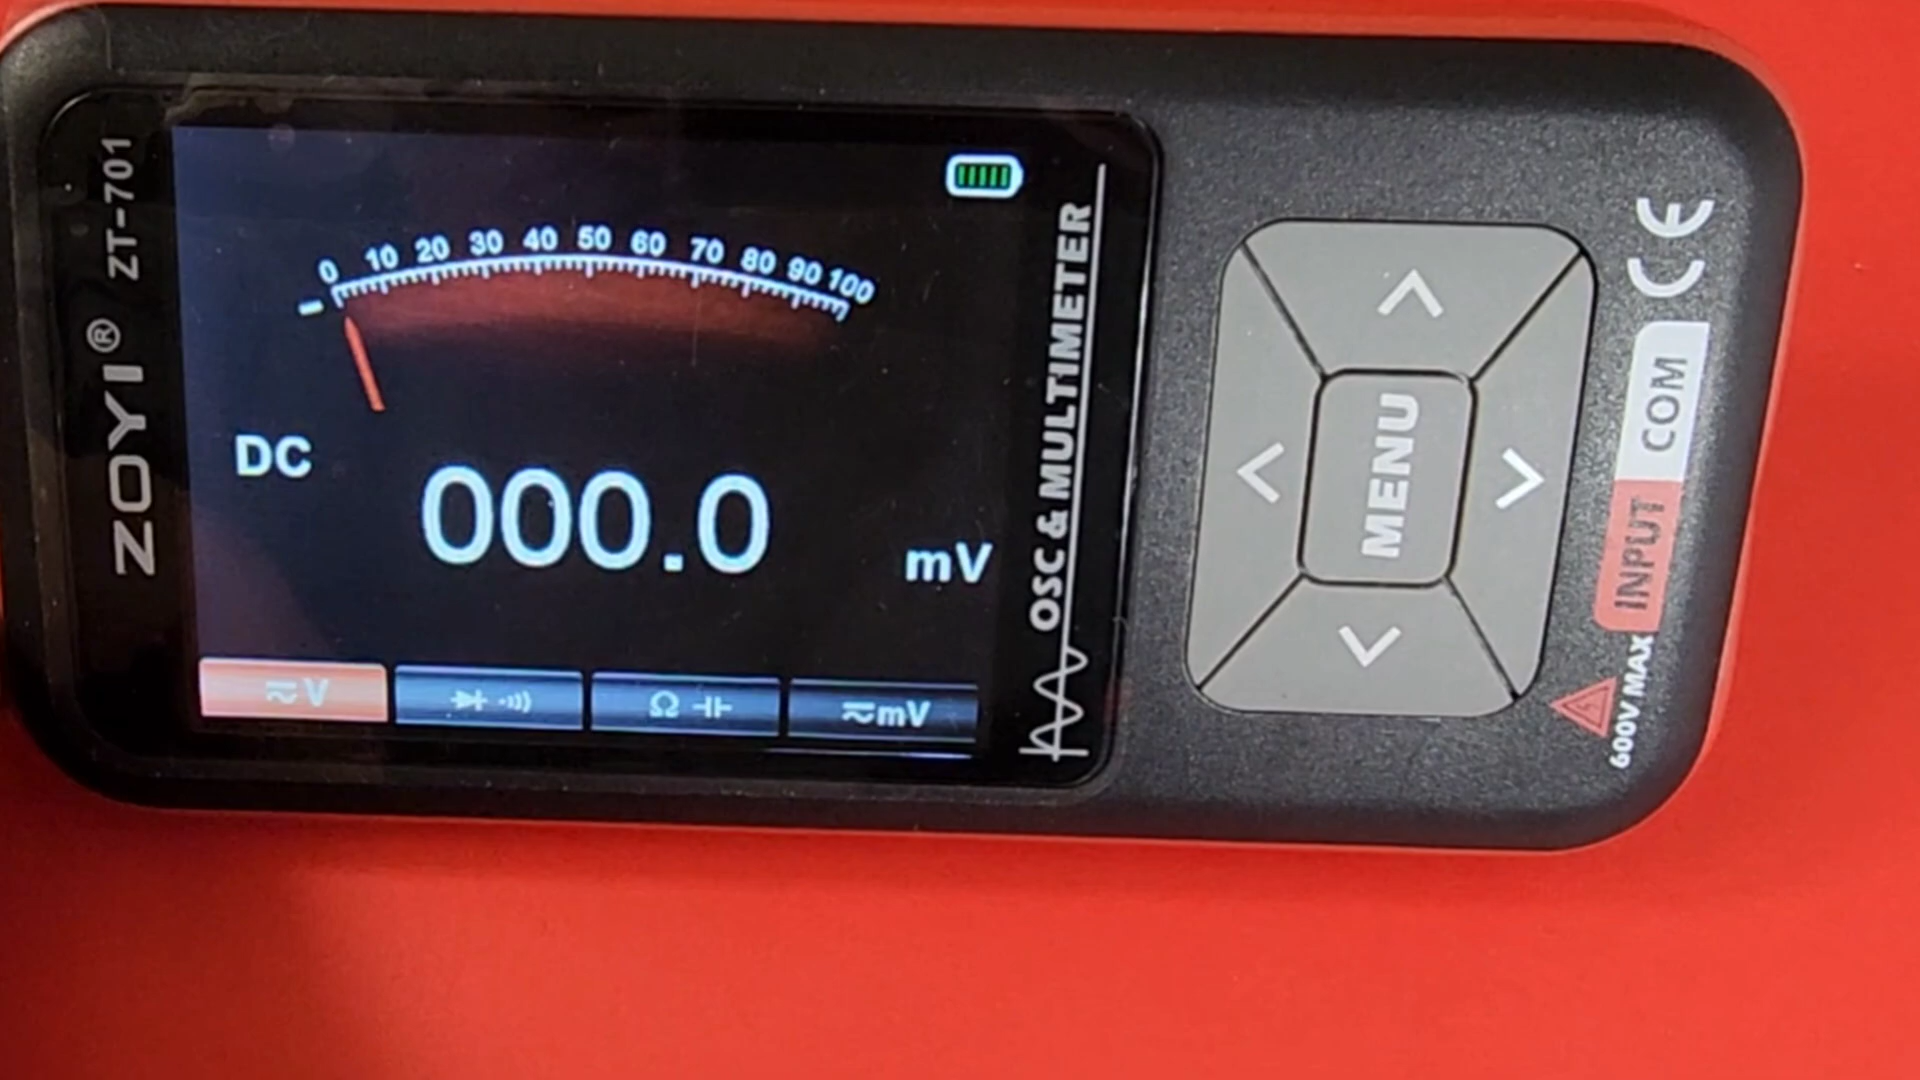 ZOYI® ZT-701
0 10 20 30 40 50 60 70 80 90 100
DC
000.0
mV
V
Ω
mV
OSC & MULTIMETER
MENU
600V MAX INPUT COM CE